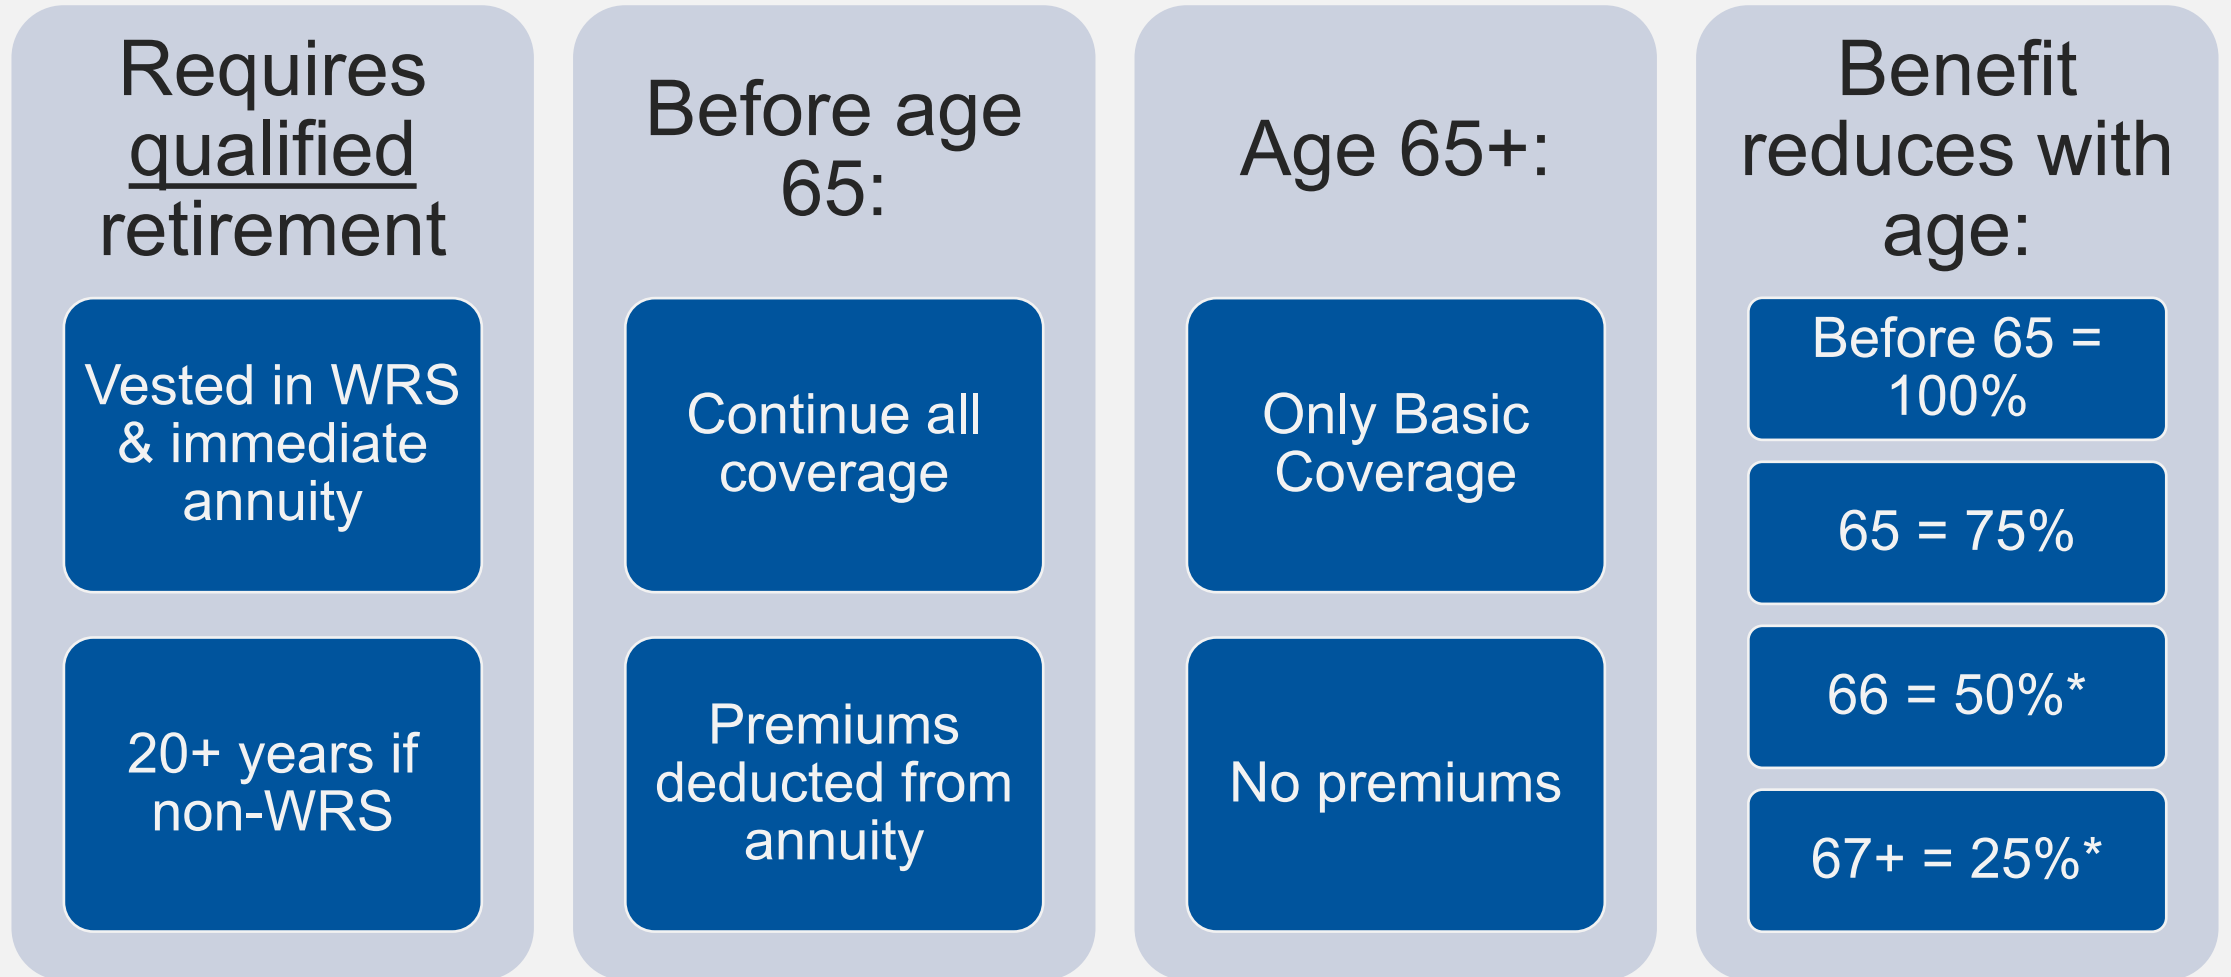 Requires
qualified
retirement
Vested in WRS
& immediate
annuity
20+ years if
non-WRS
Before age
65:
Continue all
coverage
Premiums
deducted from
annuity
Age 65+:
Only Basic
Coverage
No premiums
Benefit
reduces with
age:
Before 65 =
100%
65 = 75%
66 = 50%*
67+ = 25%*